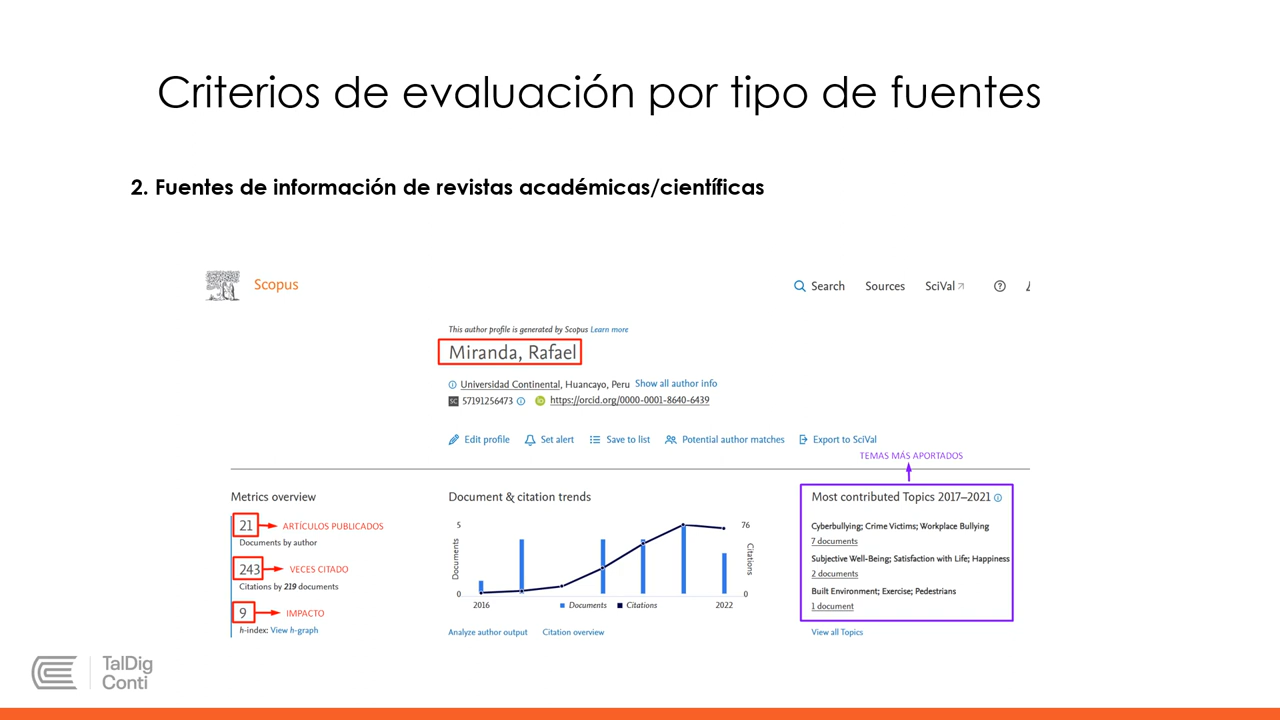 Criterios de evaluación por tipo de fuentes
2. Fuentes de información de revistas académicas/científicas
Scopus
Search Sources SciVal
This author profile is generated by Scopus Learn more
Miranda, Rafael
Universidad Continental, Huancayo, Peru Show all author info
SC 57191256473 iD https://orcid.org/0000-0001-8640-6439
Edit profile Set alert Save to list Potential author matches Export to SciVal
TEMAS MÁS APORTADOS
Metrics overview
21 ARTÍCULOS PUBLICADOS
Documents by author
243 VECES CITADO
Citations by 219 documents
9 IMPACTO
h-index: View h-graph
Document & citation trends
5
76
Documents
Citations
0
0
2016
2022
Documents Citations
Analyze author output Citation overview
Most contributed Topics 2017–2021
Cyberbullying; Crime Victims; Workplace Bullying
7 documents
Subjective Well-Being; Satisfaction with Life; Happiness
2 documents
Built Environment; Exercise; Pedestrians
1 document
View all Topics
TalDig
Conti